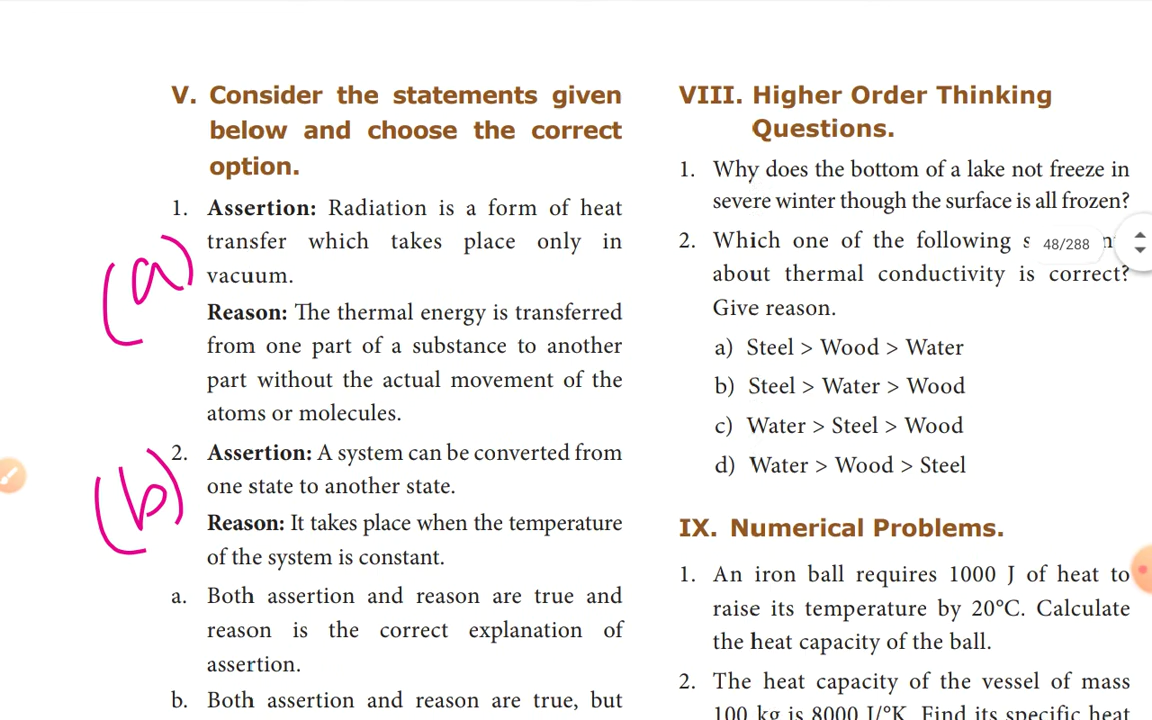 V. Consider the statements given
below and choose the correct
option.
1. Assertion: Radiation is a form of heat
transfer which takes place only in
vacuum.
(a)
Reason: The thermal energy is transferred
from one part of a substance to another
part without the actual movement of the
atoms or molecules.
2. Assertion: A system can be converted from
one state to another state.
(b)
Reason: It takes place when the temperature
of the system is constant.
a. Both assertion and reason are true and
reason is the correct explanation of
assertion.
b. Both assertion and reason are true, but
VIII. Higher Order Thinking
Questions.
1. Why does the bottom of a lake not freeze in
severe winter though the surface is all frozen?
2. Which one of the following
48/288
about thermal conductivity is correct?
Give reason.
a) Steel > Wood > Water
b) Steel > Water > Wood
c) Water > Steel > Wood
d) Water > Wood > Steel
IX. Numerical Problems.
1. An iron ball requires 1000 J of heat to
raise its temperature by 20°C. Calculate
the heat capacity of the ball.
2. The heat capacity of the vessel of mass
100 kg is 8000 J/°K. Find its specific heat